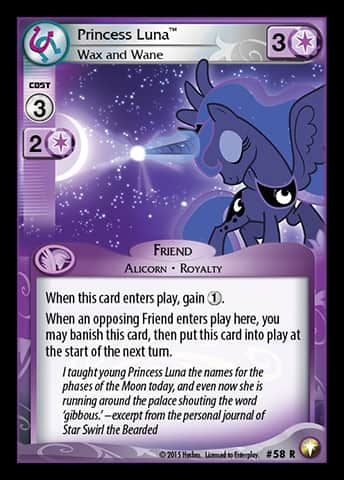 Princess Luna™
Wax and Wane
3
COST
3
2
FRIEND
ALICORN • ROYALTY
When this card enters play, gain 1.
When an opposing Friend enters play here, you
may banish this card, then put this card into play at
the start of the next turn.
I taught young Princess Luna the names for the
phases of the Moon today, and even now she is
running around the palace shouting the word
‘gibbous.’ –excerpt from the personal journal of
Star Swirl the Bearded
© 2015 Hasbro. Licensed to Enterplay. #58 R